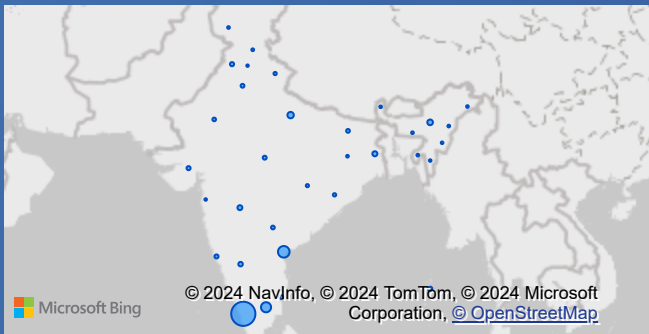 © 2024 NavInfo, © 2024 TomTom, © 2024 Microsoft
Microsoft Bing
Corporation, © OpenStreetMap